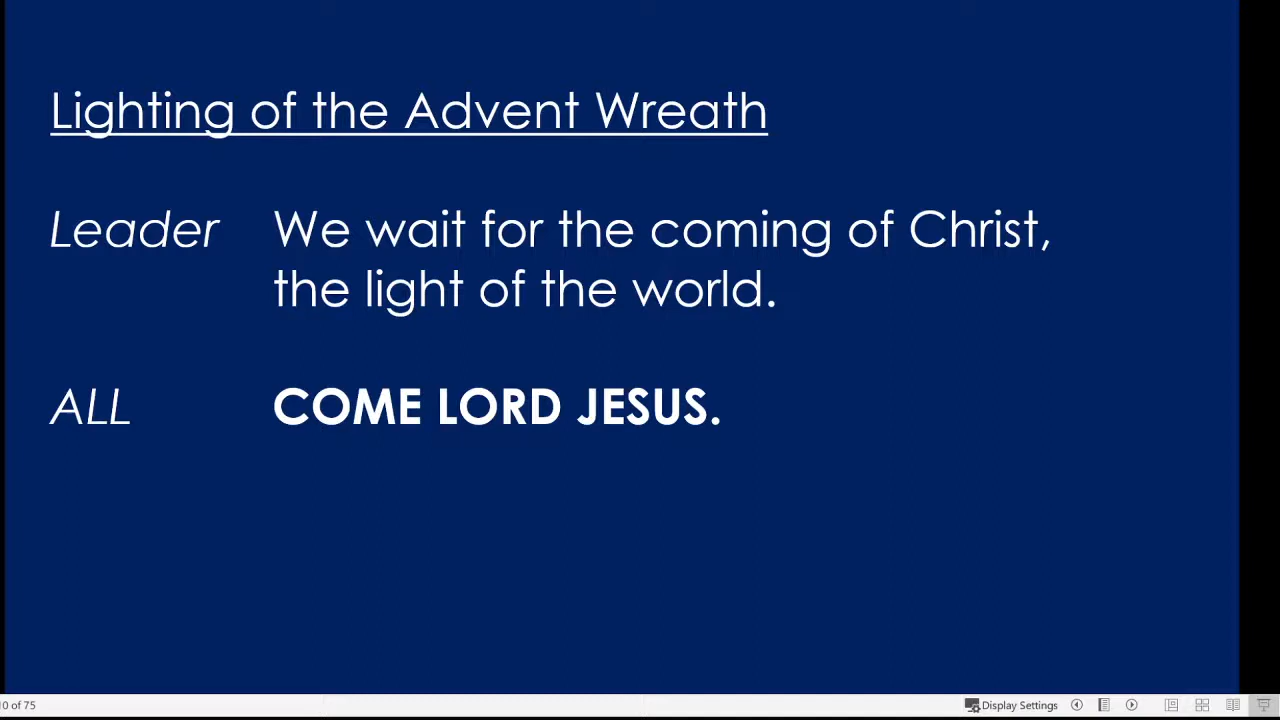 Lighting of the Advent Wreath
Leader We wait for the coming of Christ,
the light of the world.
ALL COME LORD JESUS.
of 75 Display Settings